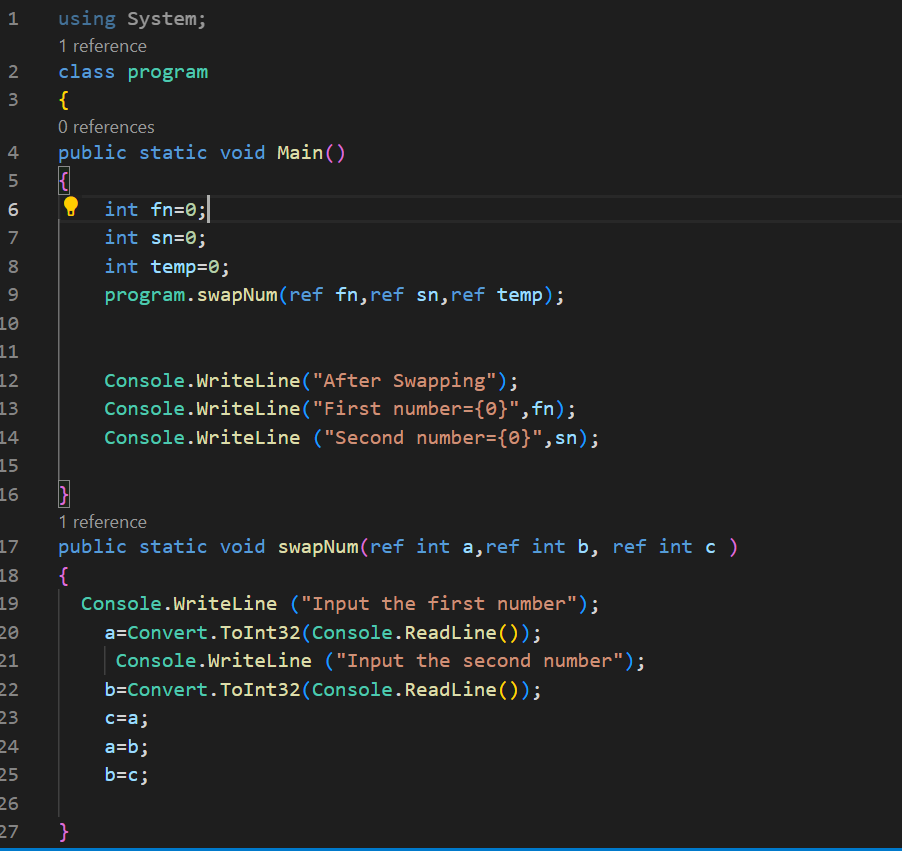 1 using System;
1 reference
2 class program
3 {
0 references
4 public static void Main()
5 {
6 int fn=0;
7 int sn=0;
8 int temp=0;
9 program.swapNum(ref fn,ref sn,ref temp);
10
11
12 Console.WriteLine("After Swapping");
13 Console.WriteLine("First number={0}",fn);
14 Console.WriteLine ("Second number={0}",sn);
15
16 }
1 reference
17 public static void swapNum(ref int a,ref int b, ref int c )
18 {
19 Console.WriteLine ("Input the first number");
20 a=Convert.ToInt32(Console.ReadLine());
21 Console.WriteLine ("Input the second number");
22 b=Convert.ToInt32(Console.ReadLine());
23 c=a;
24 a=b;
25 b=c;
26
27 }